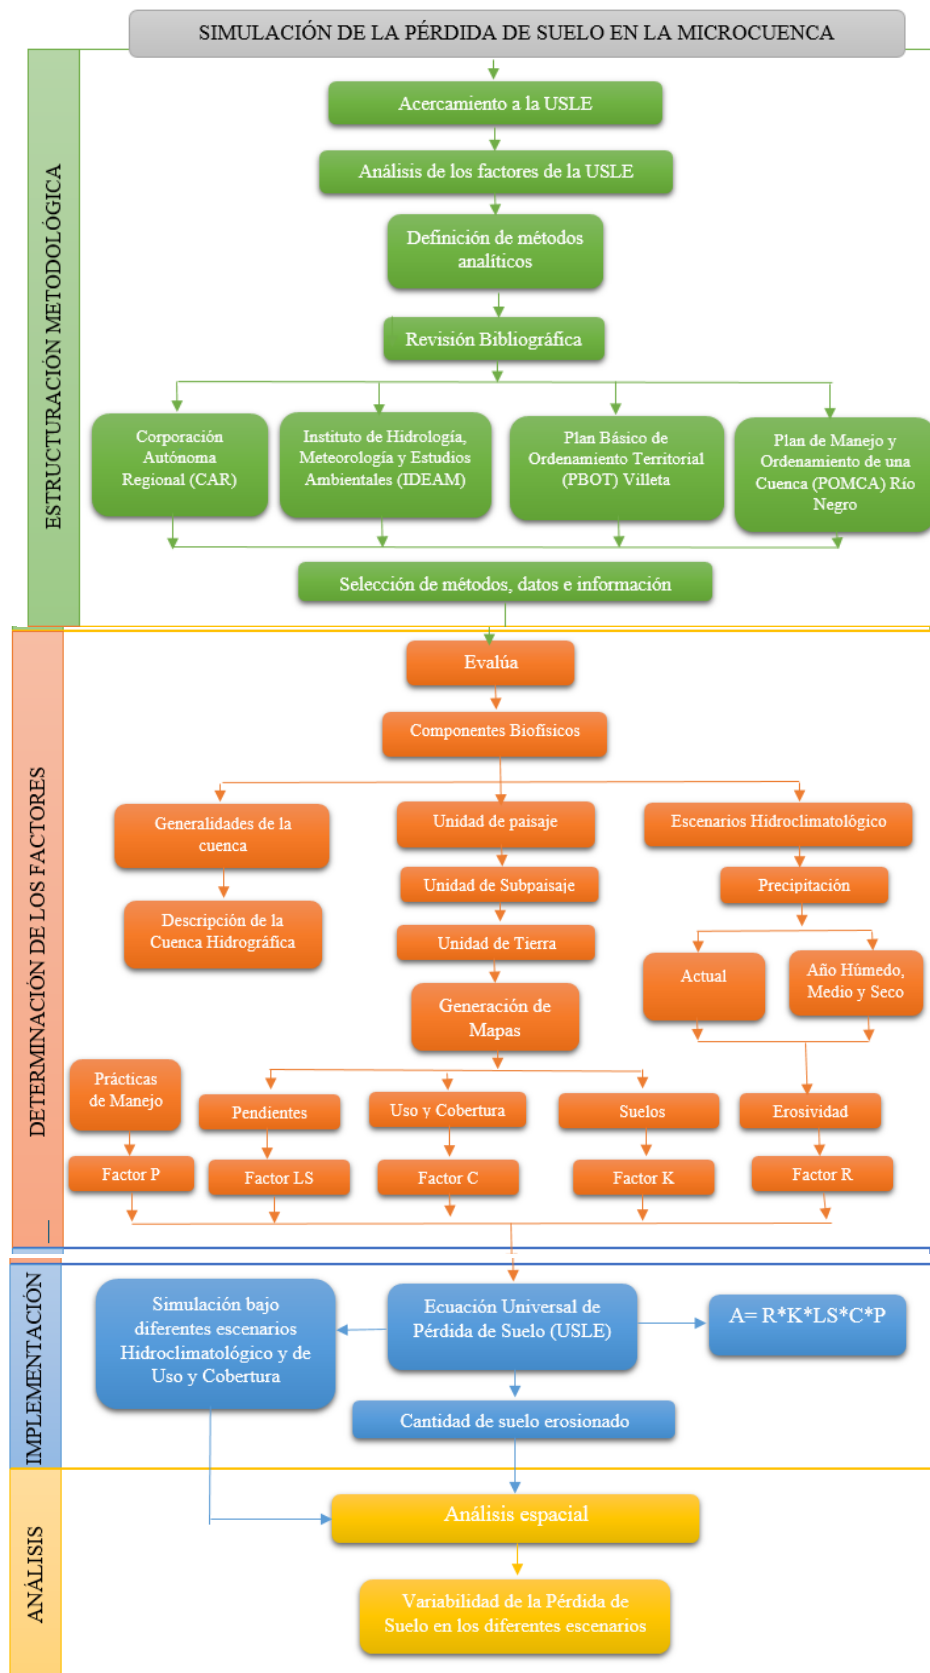 SIMULACIÓN DE LA PÉRDIDA DE SUELO EN LA MICROCUENCA
ESTRUCTURACIÓN METODOLÓGICA
Acercamiento a la USLE
Análisis de los factores de la USLE
Definición de métodos
analíticos
Revisión Bibliográfica
Corporación
Autónoma
Regional (CAR)
Instituto de Hidrología,
Meteorología y Estudios
Ambientales (IDEAM)
Plan Básico de
Ordenamiento Territorial
(PBOT) Villeta
Plan de Manejo y
Ordenamiento de una
Cuenca (POMCA) Río
Negro
Selección de métodos, datos e información
DETERMINACIÓN DE LOS FACTORES
Evalúa
Componentes Biofísicos
Generalidades de la
cuenca
Descripción de la
Cuenca Hidrográfica
Unidad de paisaje
Unidad de Subpaisaje
Unidad de Tierra
Generación de
Mapas
Escenarios Hidroclimatológico
Precipitación
Actual
Año Húmedo,
Medio y Seco
Prácticas
de Manejo
Pendientes
Uso y Cobertura
Suelos
Erosividad
Factor P
Factor LS
Factor C
Factor K
Factor R
IMPLEMENTACIÓN
Simulación bajo
diferentes escenarios
Hidroclimatológico y de
Uso y Cobertura
Ecuación Universal de
Pérdida de Suelo (USLE)
A= R*K*LS*C*P
Cantidad de suelo erosionado
ANÁLISIS
Análisis espacial
Variabilidad de la Pérdida de
Suelo en los diferentes escenarios